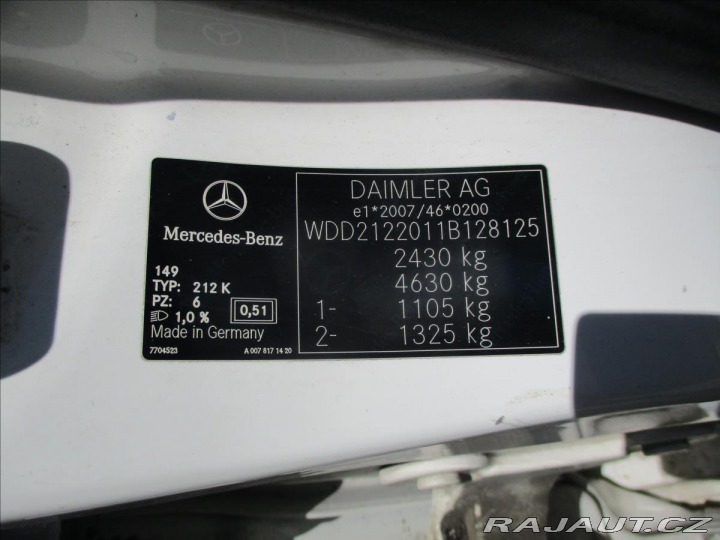 Mercedes-Benz
149
TYP: 212 K
PZ: 6
1,0 %
0,51
Made in Germany
7704523
A 007 817 14 20
DAIMLER AG
e1*2007/46*0200
WDD2122011B128125
2430 kg
4630 kg
1- 1105 kg
2- 1325 kg
RAJAUT.CZ